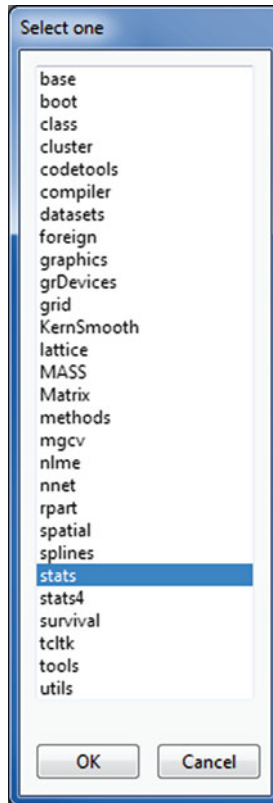 Select one
base
boot
class
cluster
codetools
compiler
datasets
foreign
graphics
grDevices
grid
KernSmooth
lattice
MASS
Matrix
methods
mgcv
nlme
nnet
rpart
spatial
splines
stats
stats4
survival
tcltk
tools
utils
OK Cancel